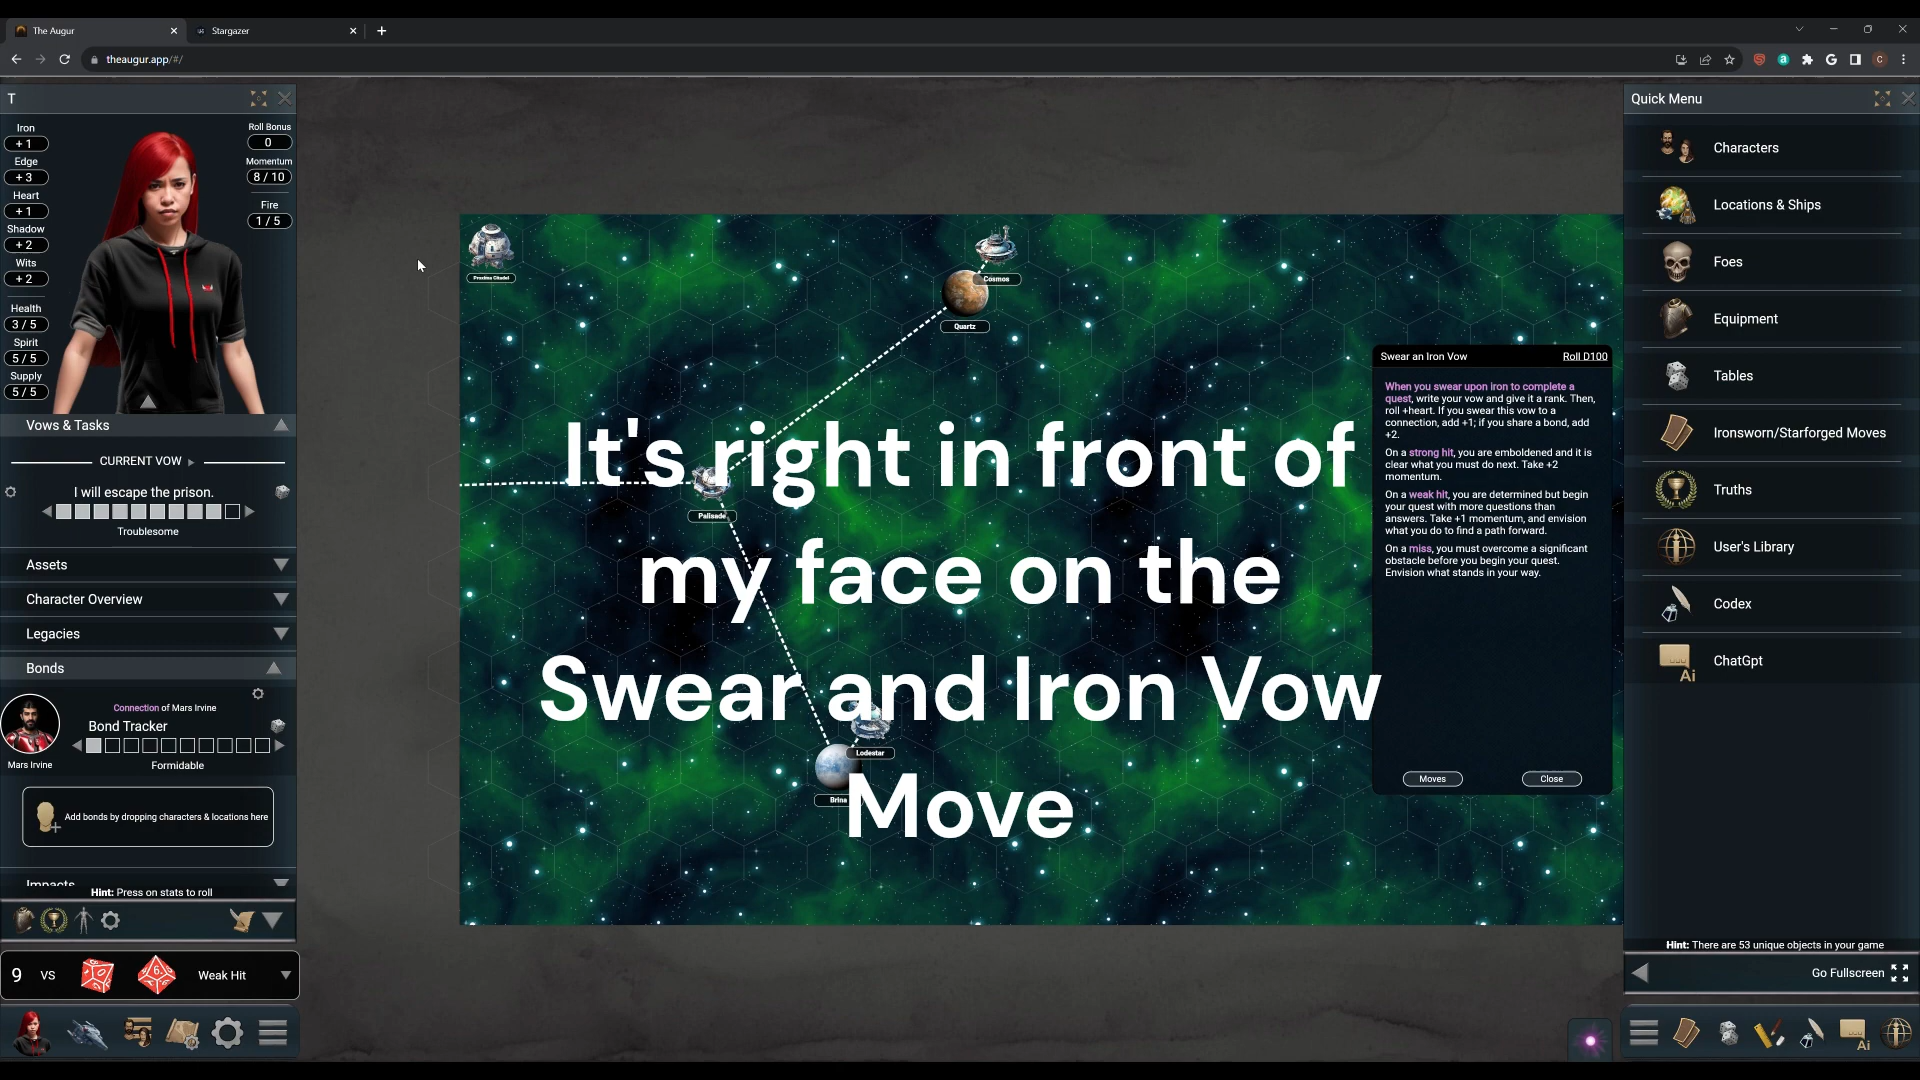 The Augur
Stargazer
theaugur.app/#/
T
Iron
+ 1
Edge
+ 3
Heart
+ 1
Shadow
+ 2
Wits
+ 2
Health
3 / 5
Spirit
5 / 5
Supply
5 / 5
Roll Bonus
0
Momentum
8 / 10
Fire
1 / 5
Vows & Tasks
CURRENT VOW
I will escape the prison.
Troublesome
Assets
Character Overview
Legacies
Bonds
Connection of Mars Irvine
Bond Tracker
Mars Irvine
Formidable
Add bonds by dropping characters & locations here
Impacts
Hint: Press on stats to roll
9 VS
0
6.
Weak Hit
Proxima Citadel
Cosmos
Quartz
Palisade
Lodestar
Brina
It's right in front of
my face on the
Swear and Iron Vow
Move
Swear an Iron Vow
Roll D100
When you swear upon iron to complete a
quest, write your vow and give it a rank. Then,
roll +heart. If you swear this vow to a
connection, add +1; if you share a bond, add
+2.
On a strong hit, you are emboldened and it is
clear what you must do next. Take +2
momentum.
On a weak hit, you are determined but begin
your quest with more questions than
answers. Take +1 momentum, and envision
what you do to find a path forward.
On a miss, you must overcome a significant
obstacle before you begin your quest.
Envision what stands in your way.
Moves
Close
Quick Menu
Characters
Locations & Ships
Foes
Equipment
Tables
Ironsworn/Starforged Moves
Truths
User's Library
Codex
Ai
ChatGpt
Hint: There are 53 unique objects in your game
Go Fullscreen
Ai